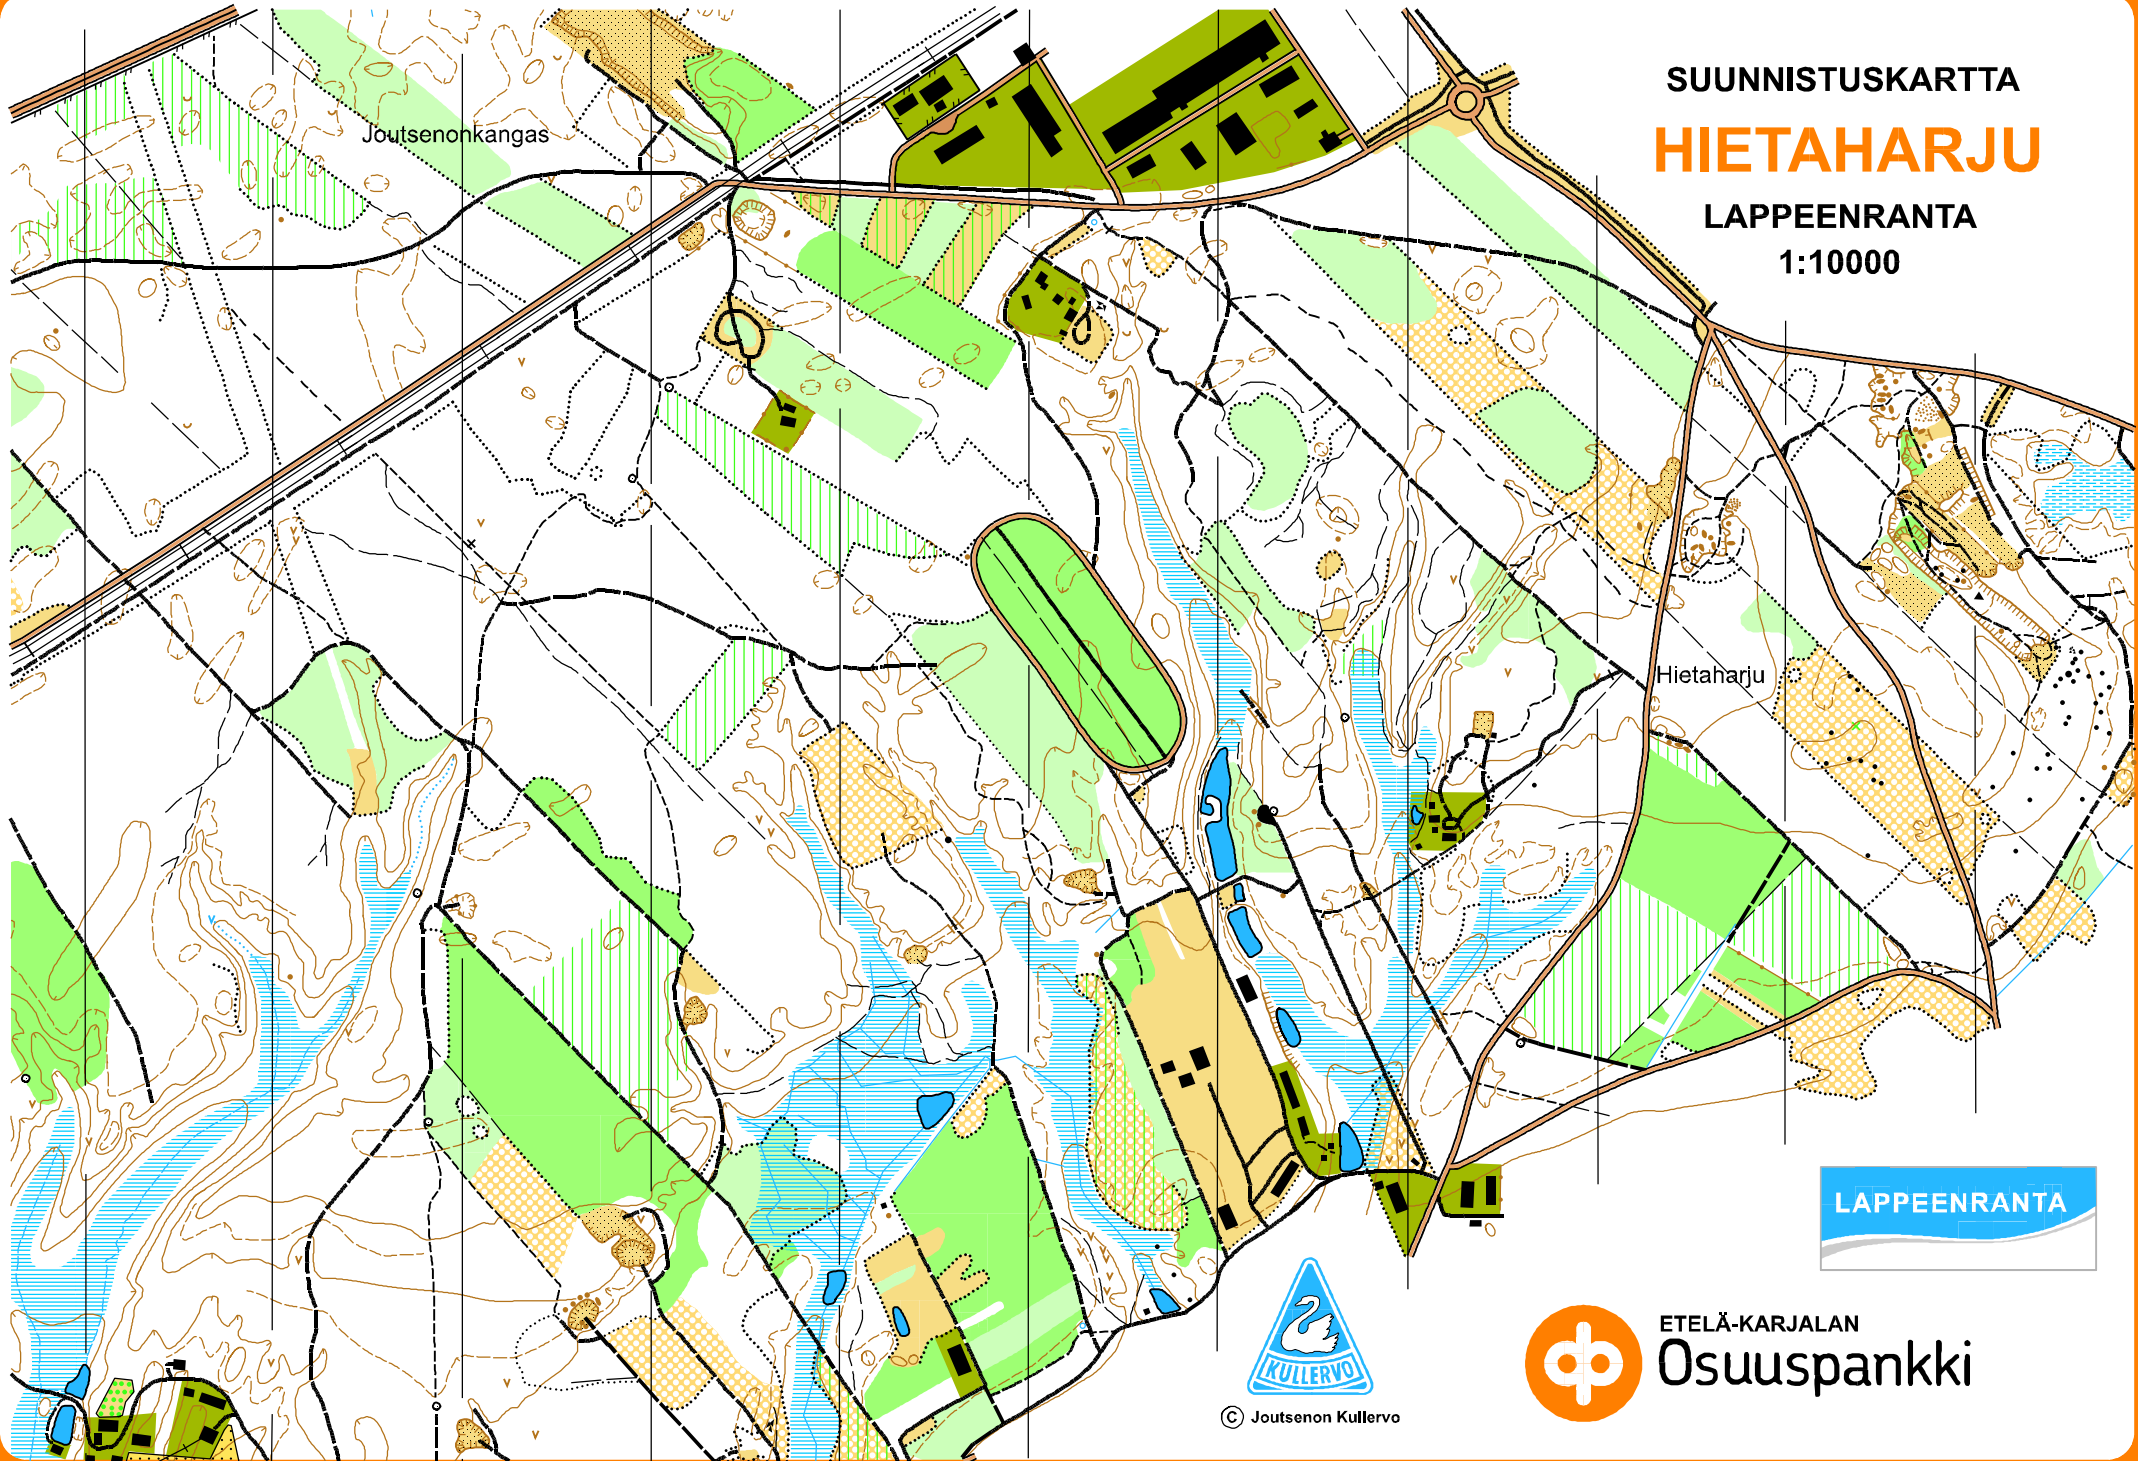 SUUNNISTUSKARTTA
HIETAHARJU
LAPPEENRANTA
1:10000
Joutsenonkangas
Hietaharju
LAPPEENRANTA
KULLERVO
© Joutsenon Kullervo
ETELÄ-KARJALAN
Osuuspankki